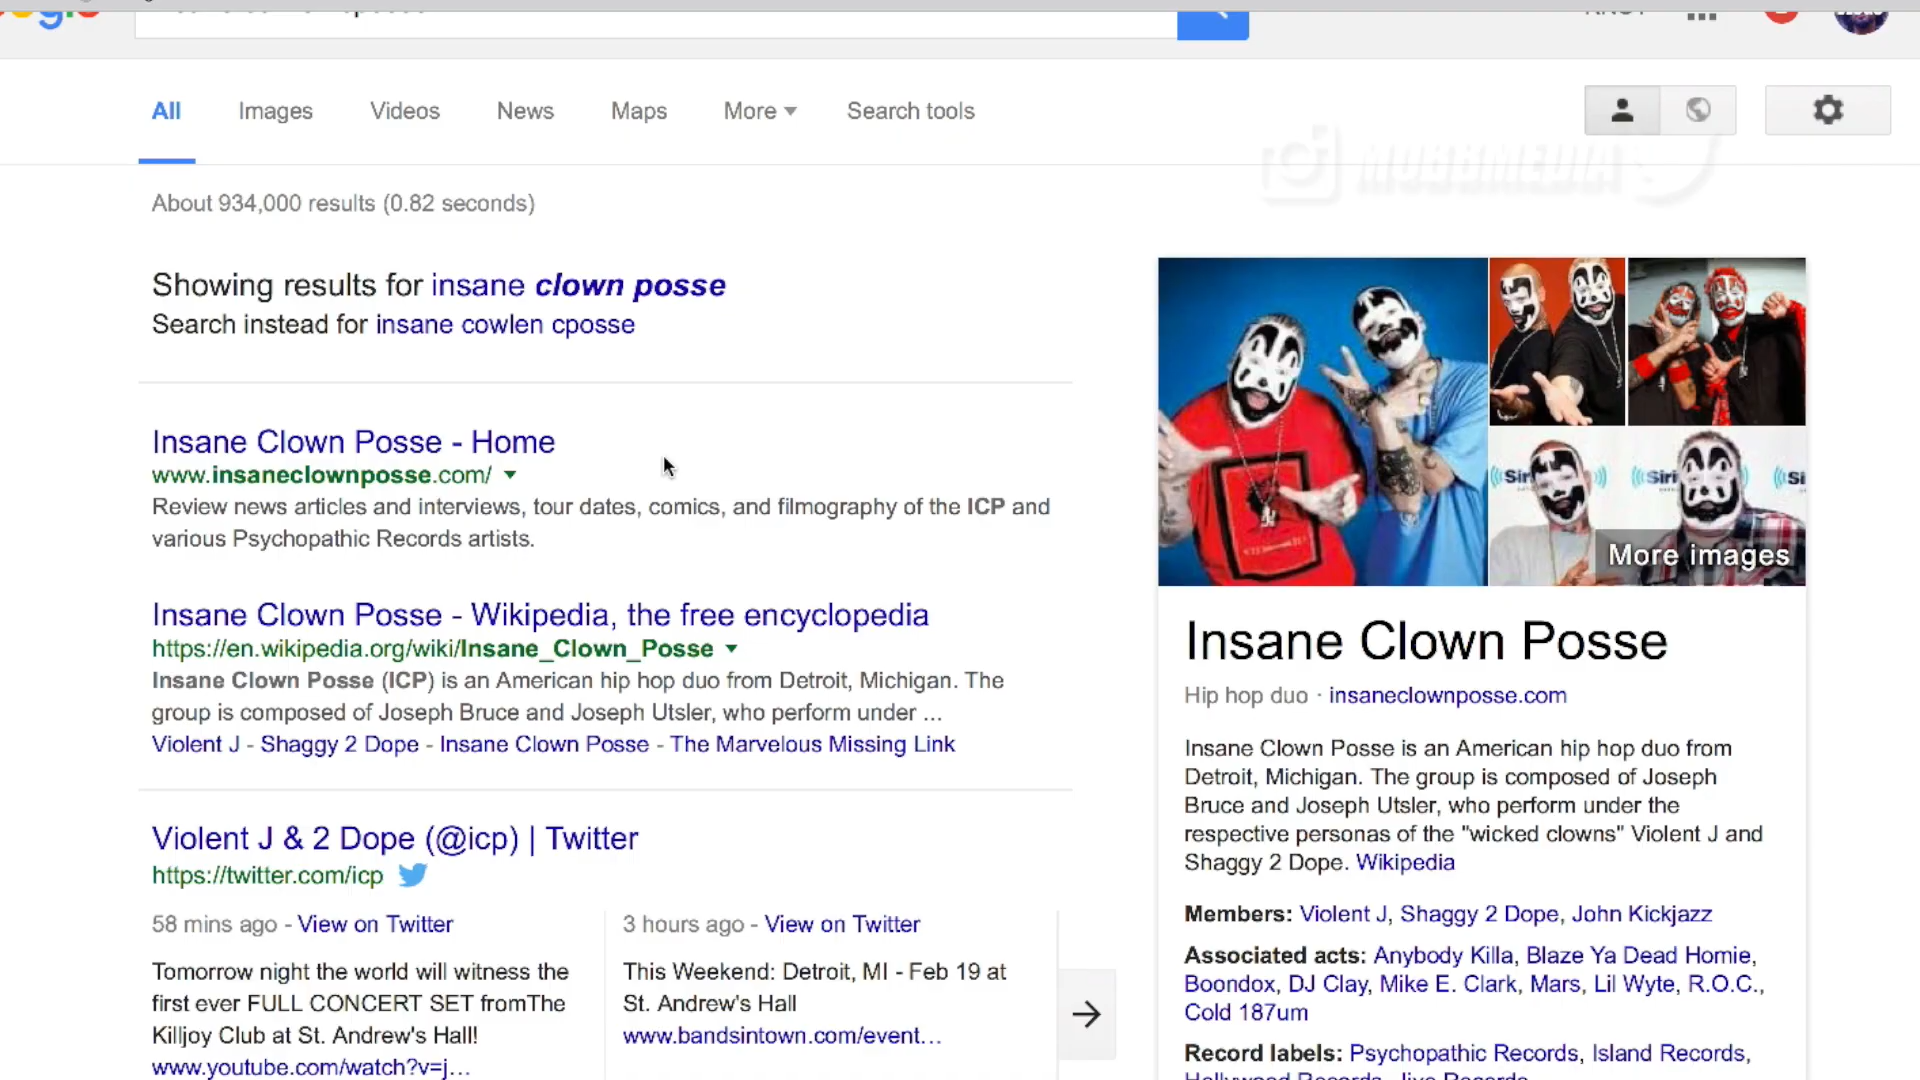 All Images Videos News Maps More Search tools
MOBBMEDIA
About 934,000 results (0.82 seconds)
Showing results for insane clown posse
Search instead for insane cowlen cposse
Insane Clown Posse - Home
www.insaneclownposse.com/
Review news articles and interviews, tour dates, comics, and filmography of the ICP and
various Psychopathic Records artists.
Insane Clown Posse - Wikipedia, the free encyclopedia
https://en.wikipedia.org/wiki/Insane_Clown_Posse
Insane Clown Posse (ICP) is an American hip hop duo from Detroit, Michigan. The
group is composed of Joseph Bruce and Joseph Utsler, who perform under ...
Violent J - Shaggy 2 Dope - Insane Clown Posse - The Marvelous Missing Link
Violent J & 2 Dope (@icp) | Twitter
https://twitter.com/icp
58 mins ago - View on Twitter
Tomorrow night the world will witness the
first ever FULL CONCERT SET fromThe
Killjoy Club at St. Andrew's Hall!
www.youtube.com/watch?v=j...
3 hours ago - View on Twitter
This Weekend: Detroit, MI - Feb 19 at
St. Andrew's Hall
www.bandsintown.com/event...
More images
Insane Clown Posse
Hip hop duo · insaneclownposse.com
Insane Clown Posse is an American hip hop duo from
Detroit, Michigan. The group is composed of Joseph
Bruce and Joseph Utsler, who perform under the
respective personas of the "wicked clowns" Violent J and
Shaggy 2 Dope. Wikipedia
Members: Violent J, Shaggy 2 Dope, John Kickjazz
Associated acts: Anybody Killa, Blaze Ya Dead Homie,
Boondox, DJ Clay, Mike E. Clark, Mars, Lil Wyte, R.O.C.,
Cold 187um
Record labels: Psychopathic Records, Island Records,